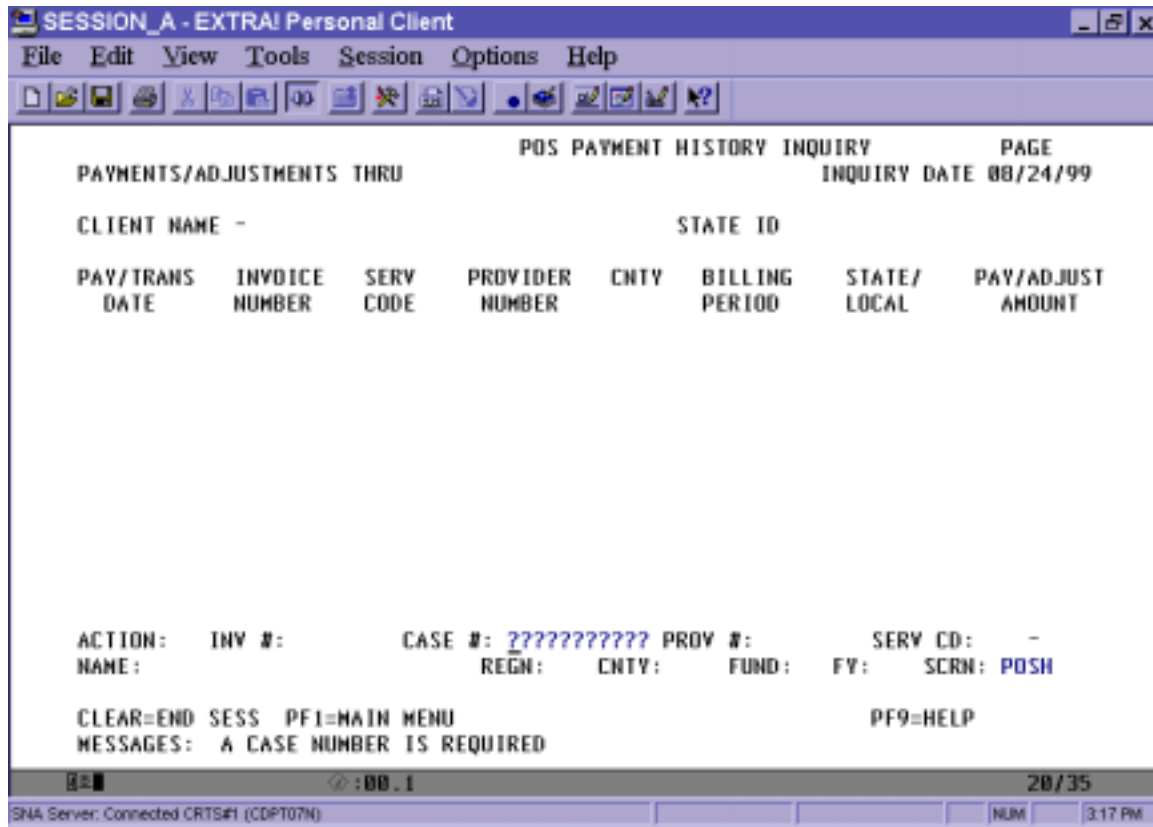 SESSION_A - EXTRA! Personal Client
File Edit View Tools Session Options Help
POS PAYMENT HISTORY INQUIRY PAGE
PAYMENTS/ADJUSTMENTS THRU INQUIRY DATE 08/24/99
CLIENT NAME - STATE ID
PAY/TRANS INVOICE SERV PROVIDER CNTY BILLING STATE/ PAY/ADJUST
DATE NUMBER CODE NUMBER PERIOD LOCAL AMOUNT
ACTION: INV #: CASE #: ???????????? PROV #: SERV CD: -
NAME: REGN: CNTY: FUND: FY: SCRN: POSH
CLEAR=END SESS PF1=MAIN MENU PF9=HELP
MESSAGES: A CASE NUMBER IS REQUIRED
:00.1 20/35
SNA Server: Connected CRTS#1 (CDPT07N) NUM 3:17 PM